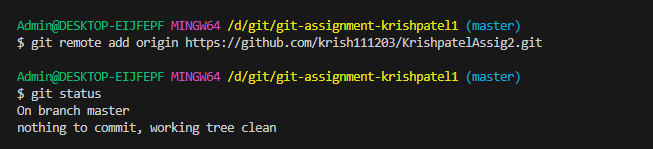 Admin@DESKTOP-EIJFEPF MINGW64 /d/git/git-assignment-krishpatel1 (master)
$ git remote add origin https://github.com/krish111203/KrishpatelAssig2.git
Admin@DESKTOP-EIJFEPF MINGW64 /d/git/git-assignment-krishpatel1 (master)
$ git status
On branch master
nothing to commit, working tree clean